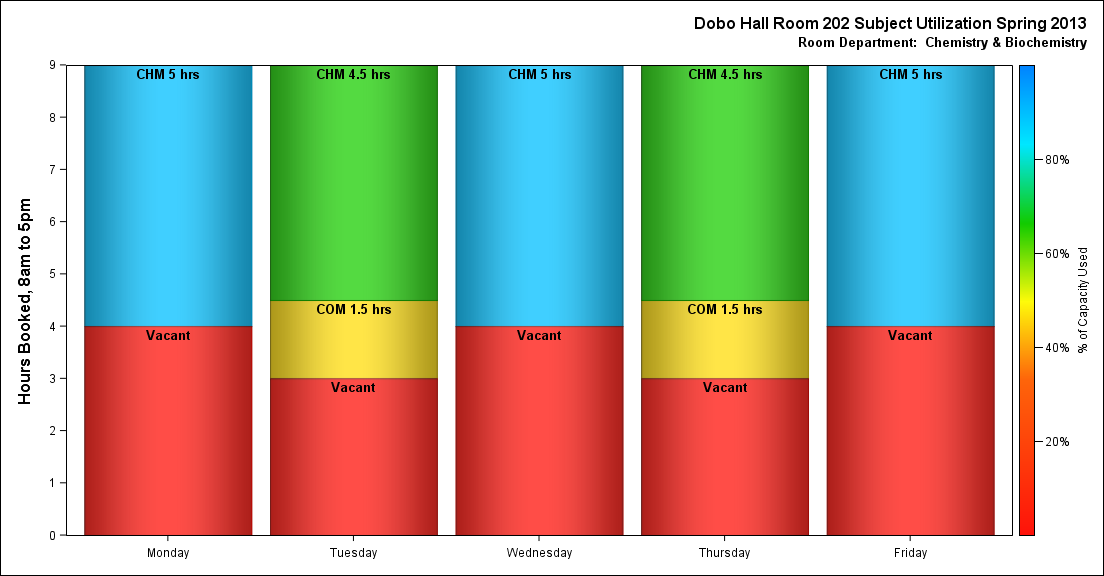 Dobo Hall Room 202 Subject Utilization Spring 2013
Room Department:  Chemistry & Biochemistry
Hours Booked, 8am to 5pm
9
8
7
6
5
4
3
2
1
0
CHM 5 hrs
CHM 4.5 hrs
CHM 5 hrs
CHM 4.5 hrs
CHM 5 hrs
COM 1.5 hrs
COM 1.5 hrs
Vacant
Vacant
Vacant
Vacant
Vacant
Monday
Tuesday
Wednesday
Thursday
Friday
80%
60%
40%
20%
% of Capacity Used